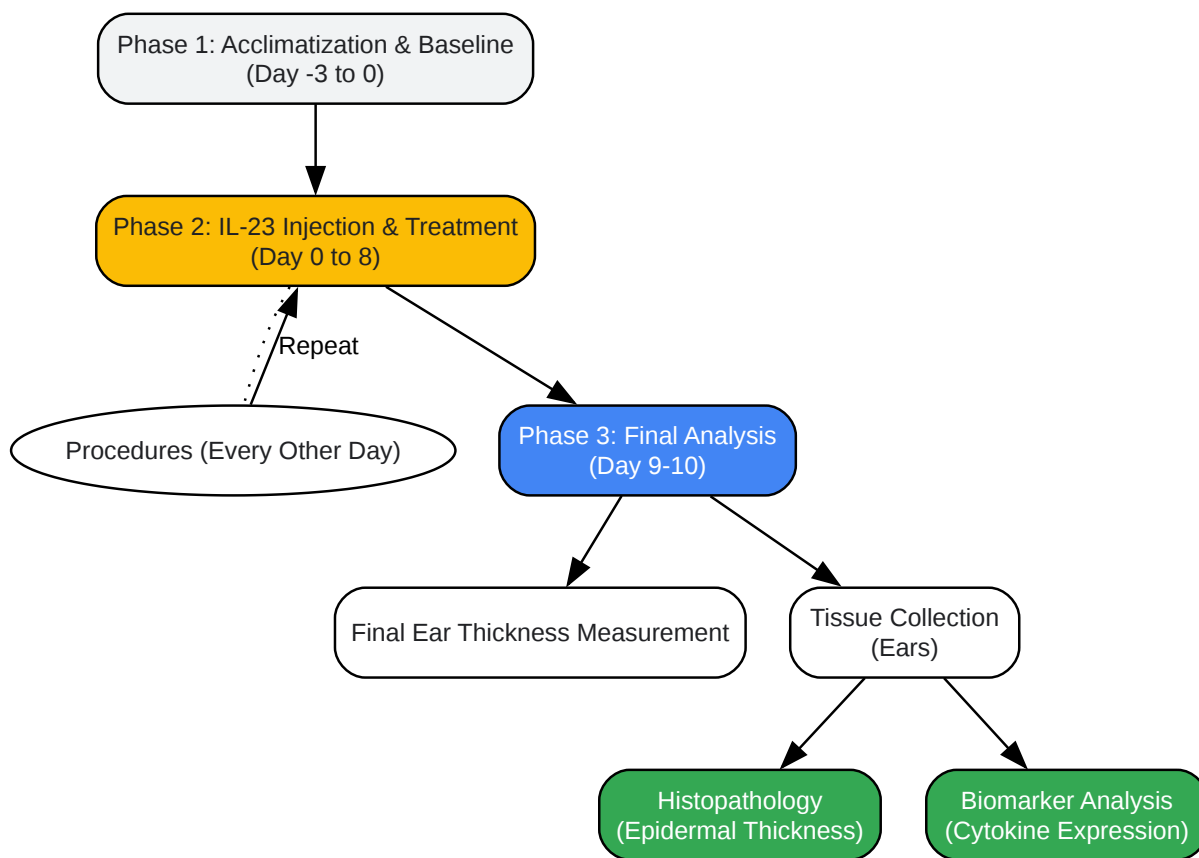 Phase 1: Acclimatization & Baseline
(Day -3 to 0)
Phase 2: IL-23 Injection & Treatment
(Day 0 to 8)
Repeat
Procedures (Every Other Day)
Phase 3: Final Analysis
(Day 9-10)
Final Ear Thickness Measurement
Tissue Collection
(Ears)
Histopathology
(Epidermal Thickness)
Biomarker Analysis
(Cytokine Expression)